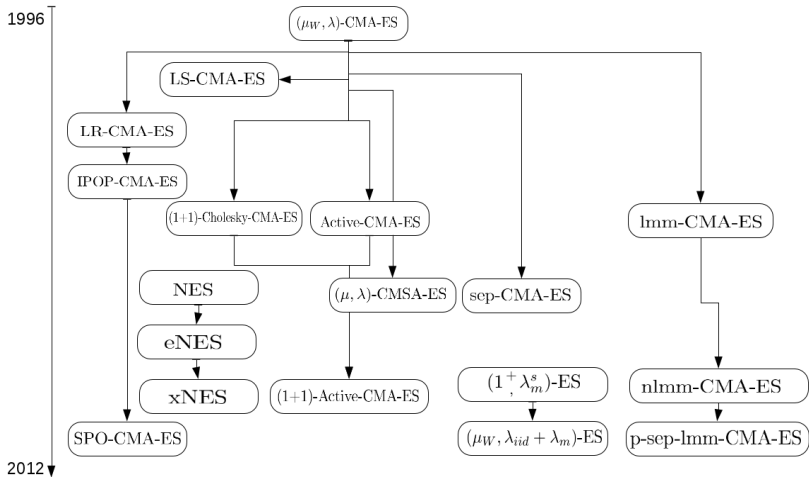 1996
(μ_W, λ)-CMA-ES
LS-CMA-ES
LR-CMA-ES
IPOP-CMA-ES
(1+1)-Cholesky-CMA-ES
Active-CMA-ES
lmm-CMA-ES
NES
(μ, λ)-CMSA-ES
sep-CMA-ES
eNES
xNES
(1+1)-Active-CMA-ES
(1 ^+_, λ^s_m)-ES
nlmm-CMA-ES
SPO-CMA-ES
(μ_W, λ_iid + λ_m)-ES
p-sep-lmm-CMA-ES
2012